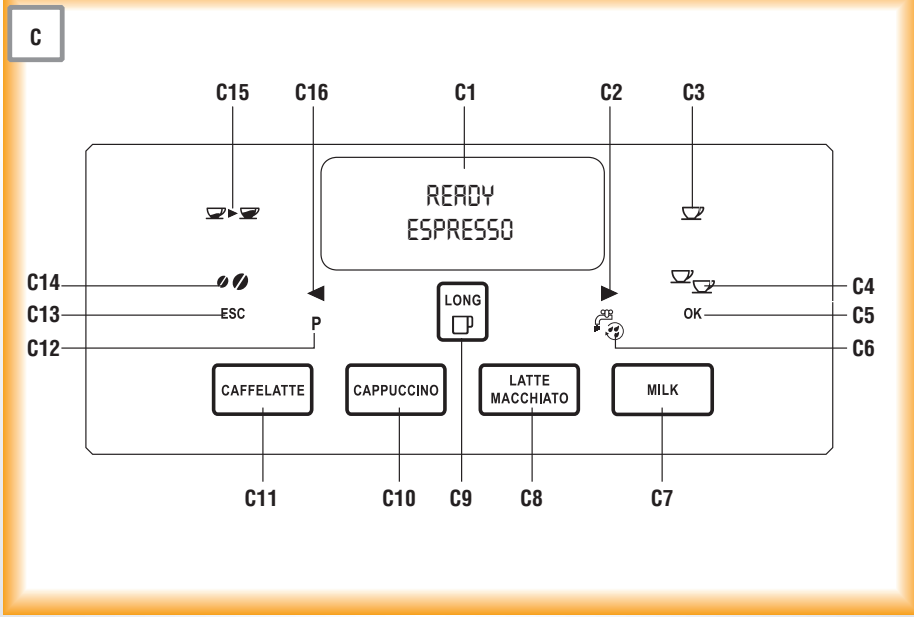 C
C15 C16 C1 C2 C3
READY
ESPRESSO
C14 C4
LONG
C13 ESC OK C5
C12 P C6
CAFFELATTE CAPPUCCINO LATTE MACCHIATO MILK
C11 C10 C9 C8 C7